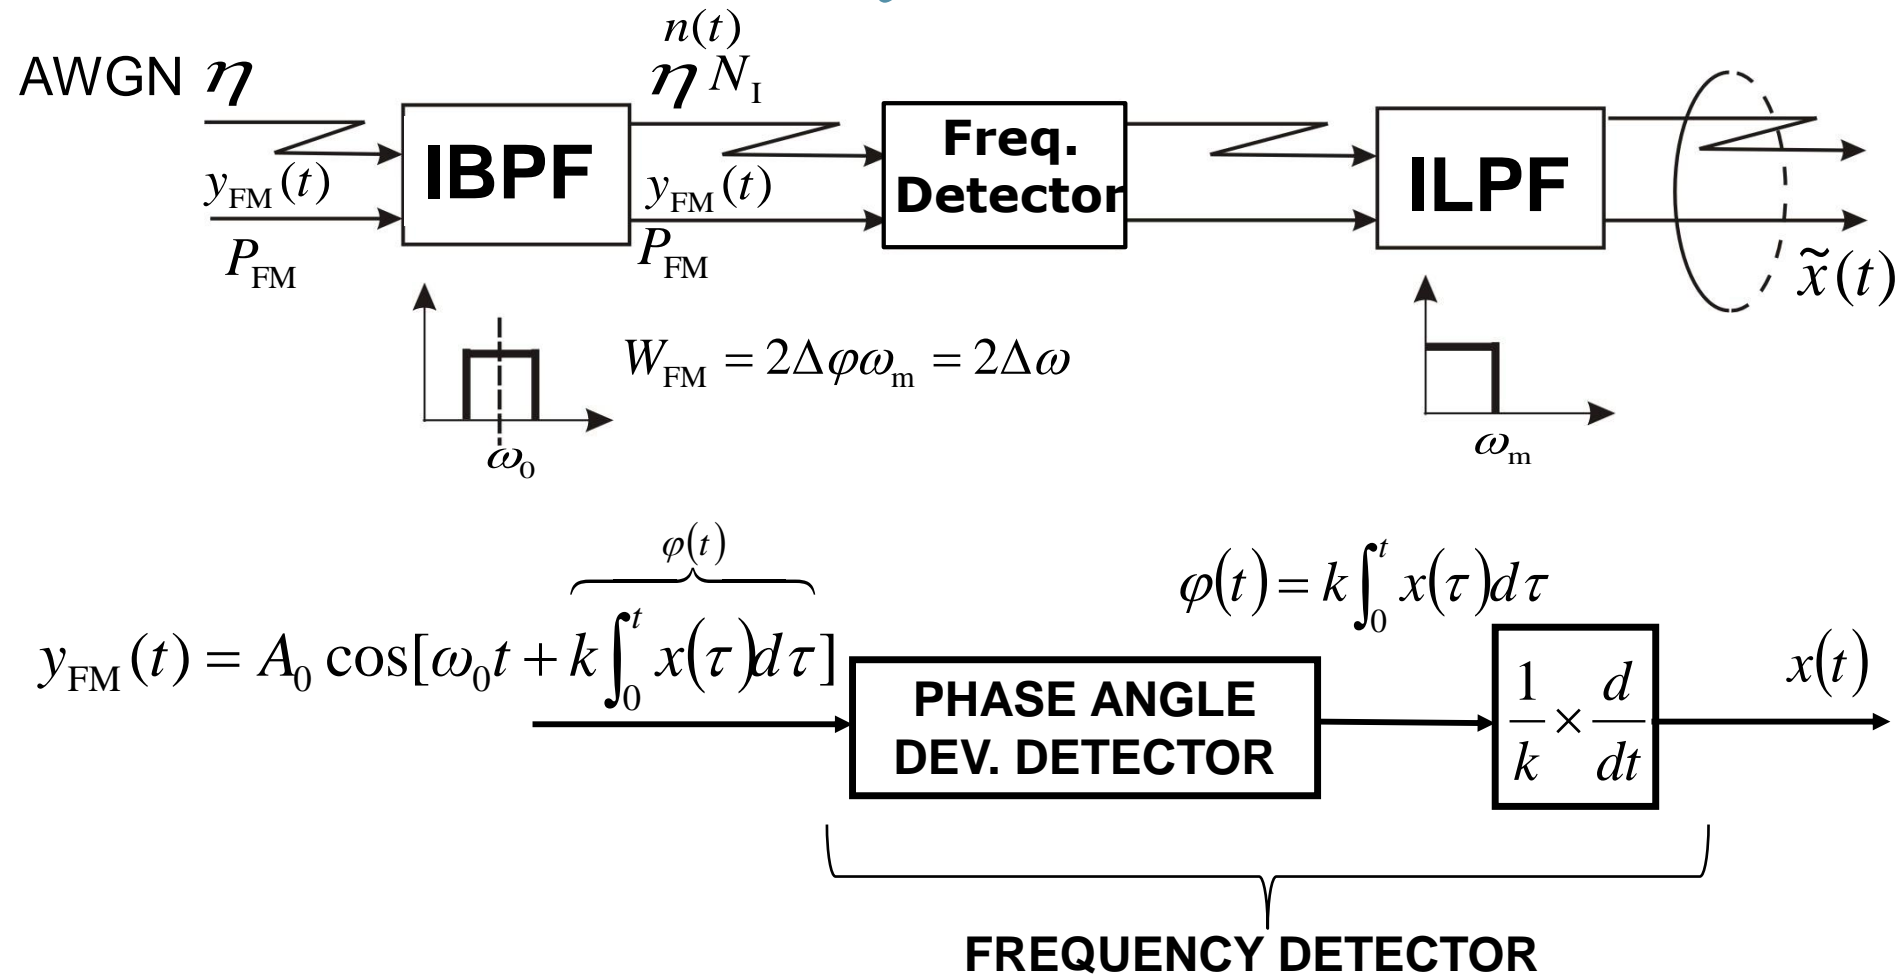 n(t)
AWGN η
η N_I
IBPF
Freq.
Detector
ILPF
y_FM(t)
y_FM(t)
P_FM
P_FM
x̃(t)
W_FM = 2Δφω_m = 2Δω
ω_0
ω_m
φ(t)
φ(t) = k∫_0^t x(τ)dτ
y_FM(t) = A_0 cos[ω_0t + k∫_0^t x(τ)dτ]
PHASE ANGLE
DEV. DETECTOR
1/k × d/dt
x(t)
FREQUENCY DETECTOR